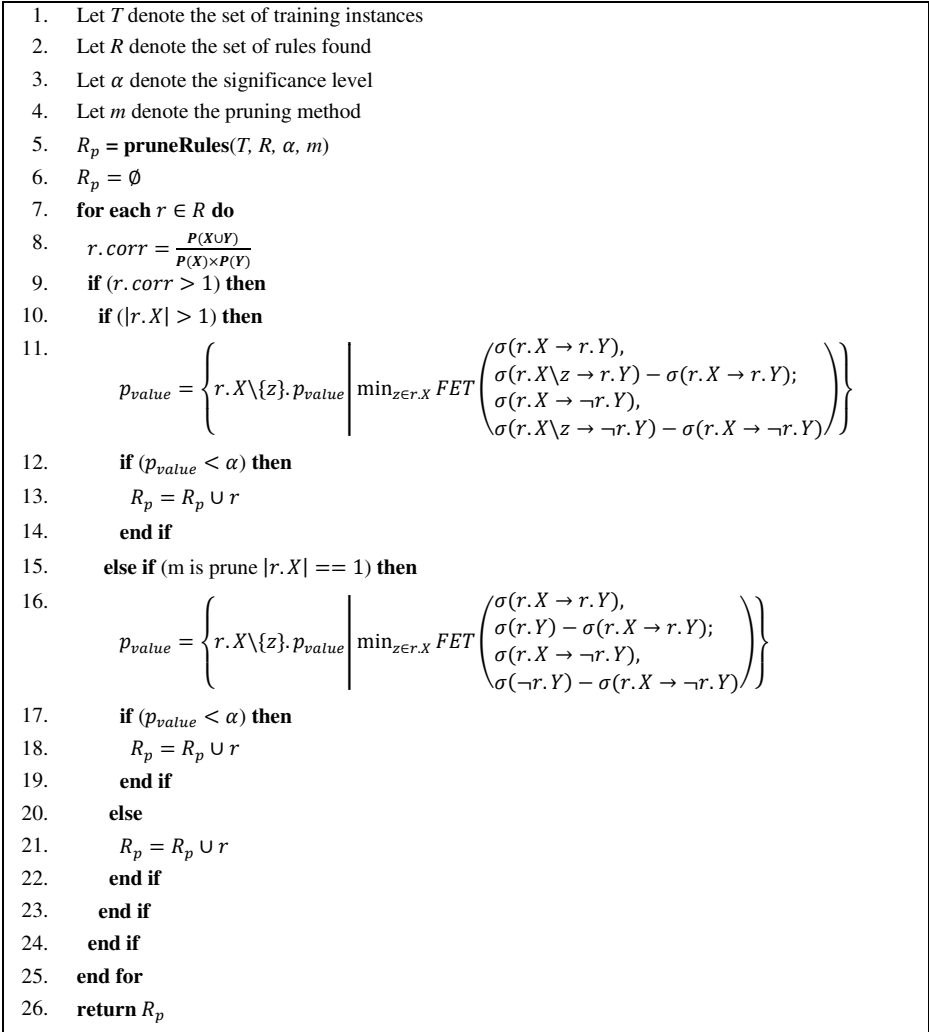 1. Let T denote the set of training instances
2. Let R denote the set of rules found
3. Let α denote the significance level
4. Let m denote the pruning method
5. R_p = pruneRules(T, R, α, m)
6. R_p = ∅
7. for each r ∈ R do
8. r.corr = P(X∪Y) / P(X)×P(Y)
9. if (r.corr > 1) then
10. if (|r.X| > 1) then
11. p_value = { r.X\{z}.p_value | min_{z∈r.X} FET ( σ(r.X → r.Y),
σ(r.X\z → r.Y) − σ(r.X → r.Y);
σ(r.X → ¬r.Y),
σ(r.X\z → ¬r.Y) − σ(r.X → ¬r.Y) ) }
12. if (p_value < α) then
13. R_p = R_p ∪ r
14. end if
15. else if (m is prune |r.X| == 1) then
16. p_value = { r.X\{z}.p_value | min_{z∈r.X} FET ( σ(r.X → r.Y),
σ(r.Y) − σ(r.X → r.Y);
σ(r.X → ¬r.Y),
σ(¬r.Y) − σ(r.X → ¬r.Y) ) }
17. if (p_value < α) then
18. R_p = R_p ∪ r
19. end if
20. else
21. R_p = R_p ∪ r
22. end if
23. end if
24. end if
25. end for
26. return R_p